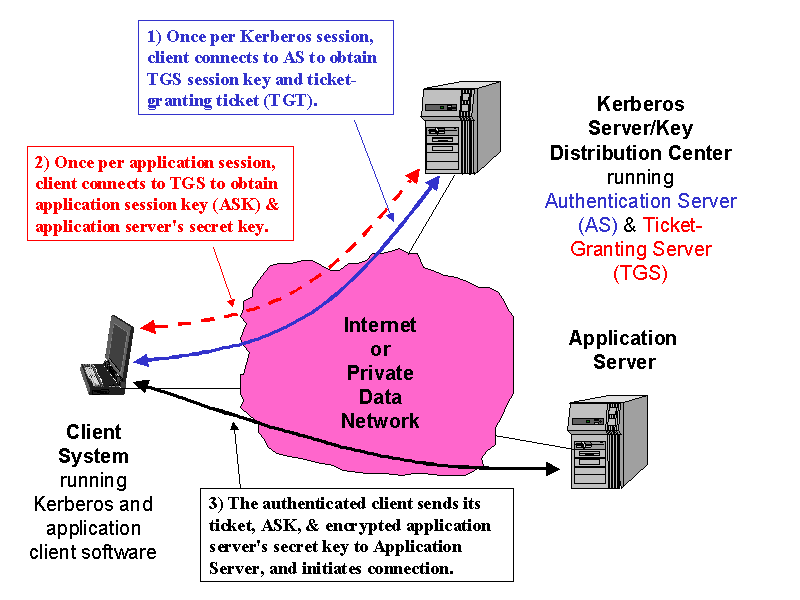 1) Once per Kerberos session,
client connects to AS to obtain
TGS session key and ticket-
granting ticket (TGT).
2) Once per application session,
client connects to TGS to obtain
application session key (ASK) &
application server's secret key.
Kerberos
Server/Key
Distribution Center
running
Authentication Server
(AS) & Ticket-
Granting Server
(TGS)
Internet
or
Private
Data
Network
Application
Server
Client
System
running
Kerberos and
application
client software
3) The authenticated client sends its
ticket, ASK, & encrypted application
server's secret key to Application
Server, and initiates connection.